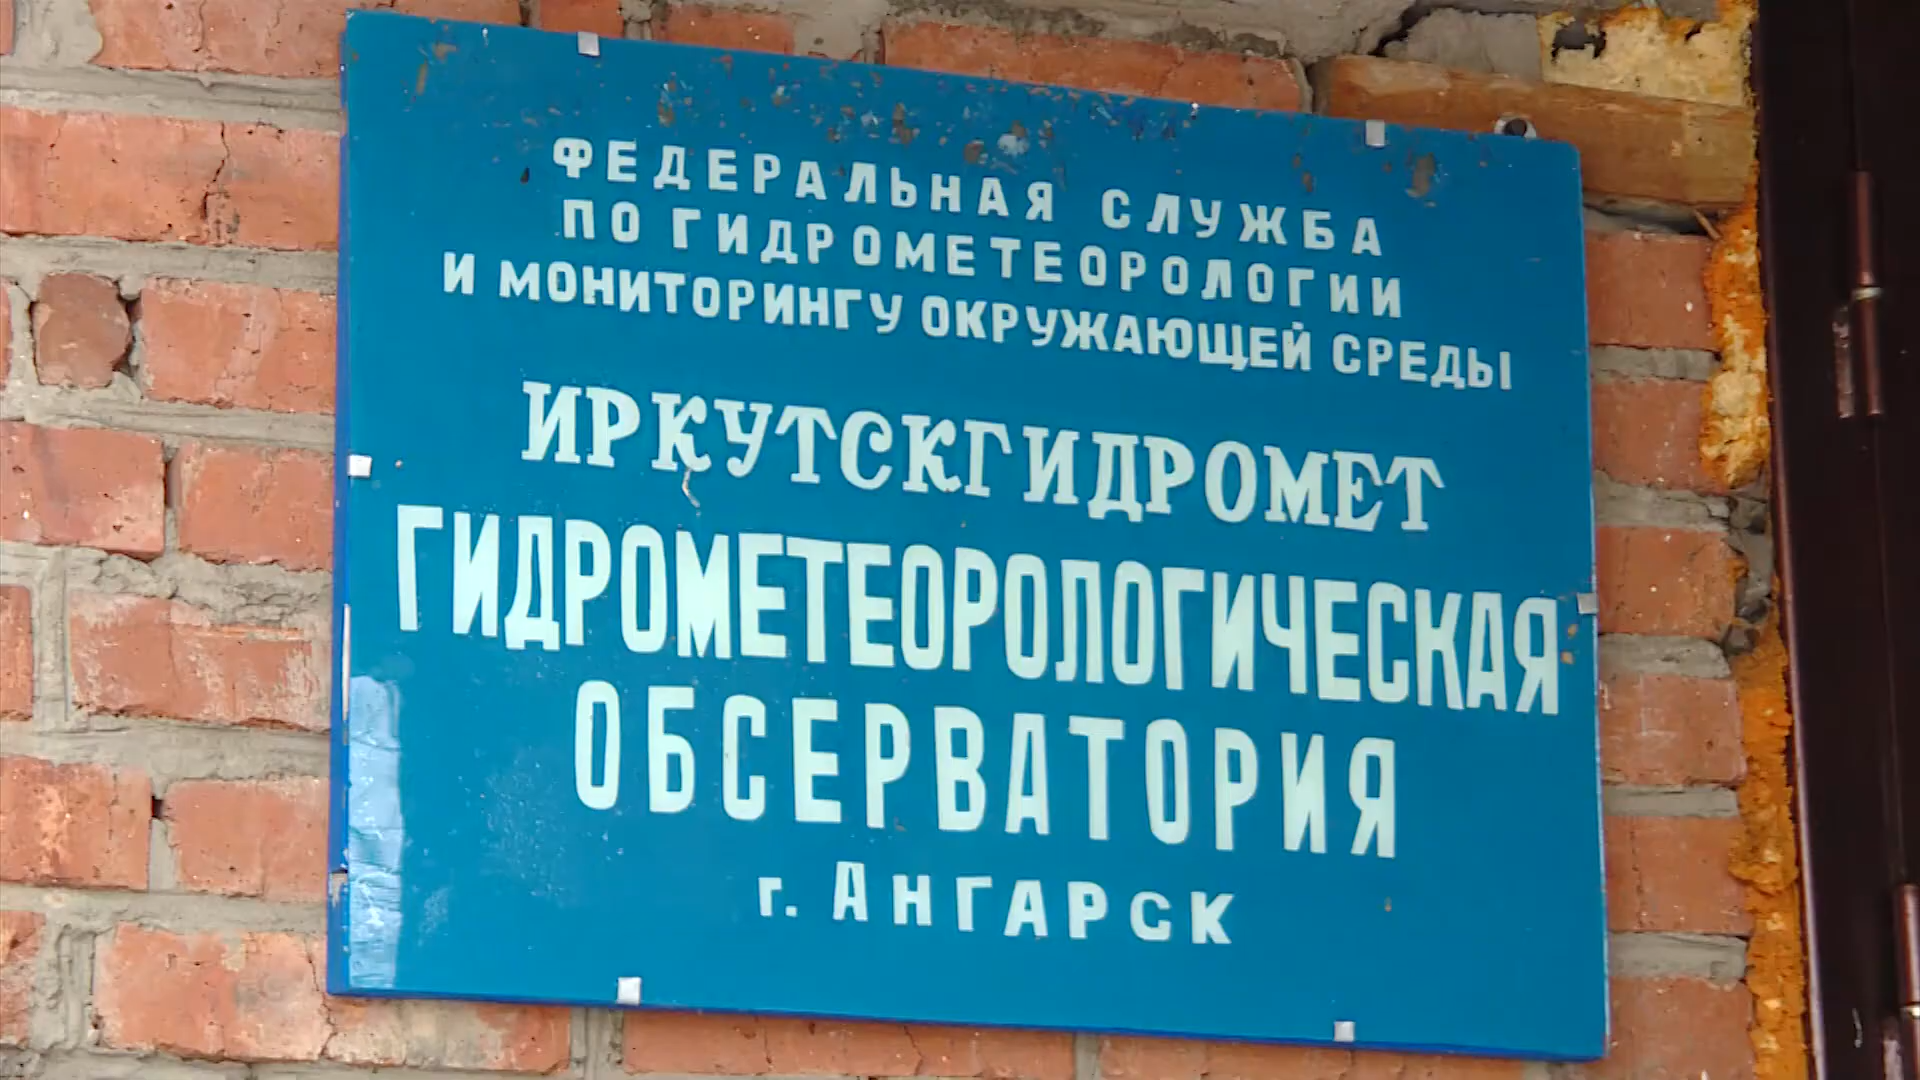 ФЕДЕРАЛЬНАЯ СЛУЖБА
ПО ГИДРОМЕТЕОРОЛОГИИ
И МОНИТОРИНГУ ОКРУЖАЮЩЕЙ СРЕДЫ
ИРКУТСКГИДРОМЕТ
ГИДРОМЕТЕОРОЛОГИЧЕСКАЯ
ОБСЕРВАТОРИЯ
г. АНГАРСК